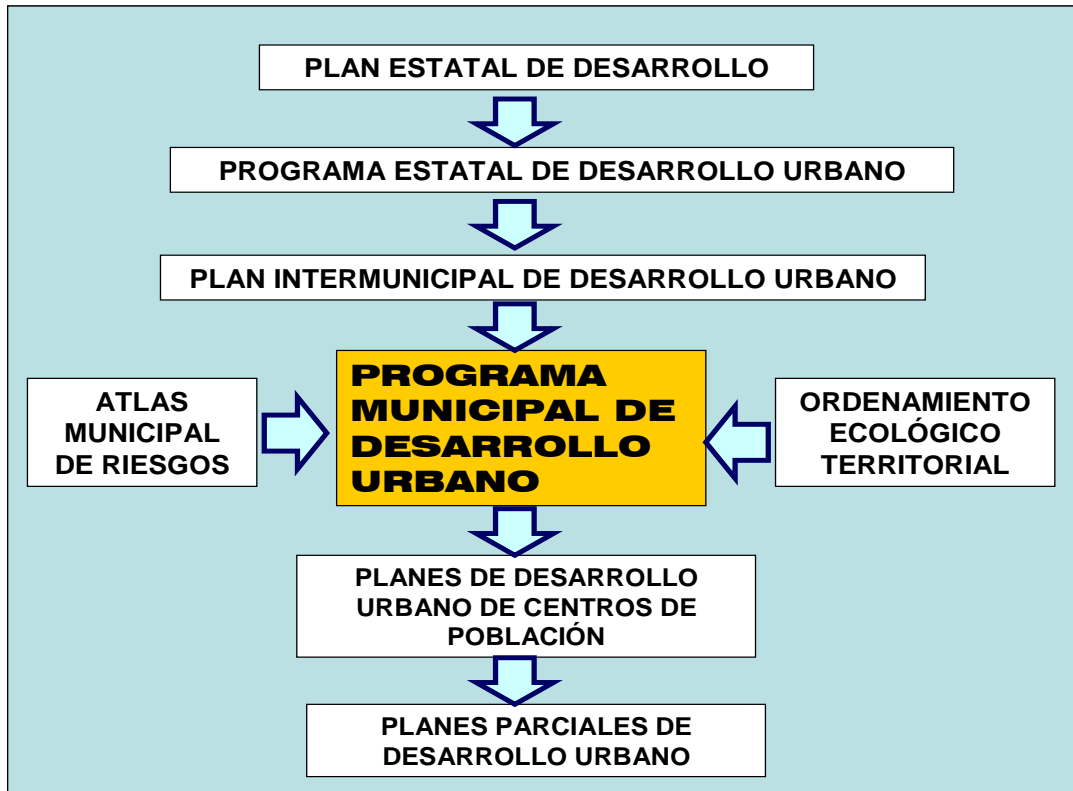 PLAN ESTATAL DE DESARROLLO
PROGRAMA ESTATAL DE DESARROLLO URBANO
PLAN INTERMUNICIPAL DE DESARROLLO URBANO
ATLAS
MUNICIPAL
DE RIESGOS
PROGRAMA
MUNICIPAL DE
DESARROLLO
URBANO
ORDENAMIENTO
ECOLÓGICO
TERRITORIAL
PLANES DE DESARROLLO
URBANO DE CENTROS DE
POBLACIÓN
PLANES PARCIALES DE
DESARROLLO URBANO